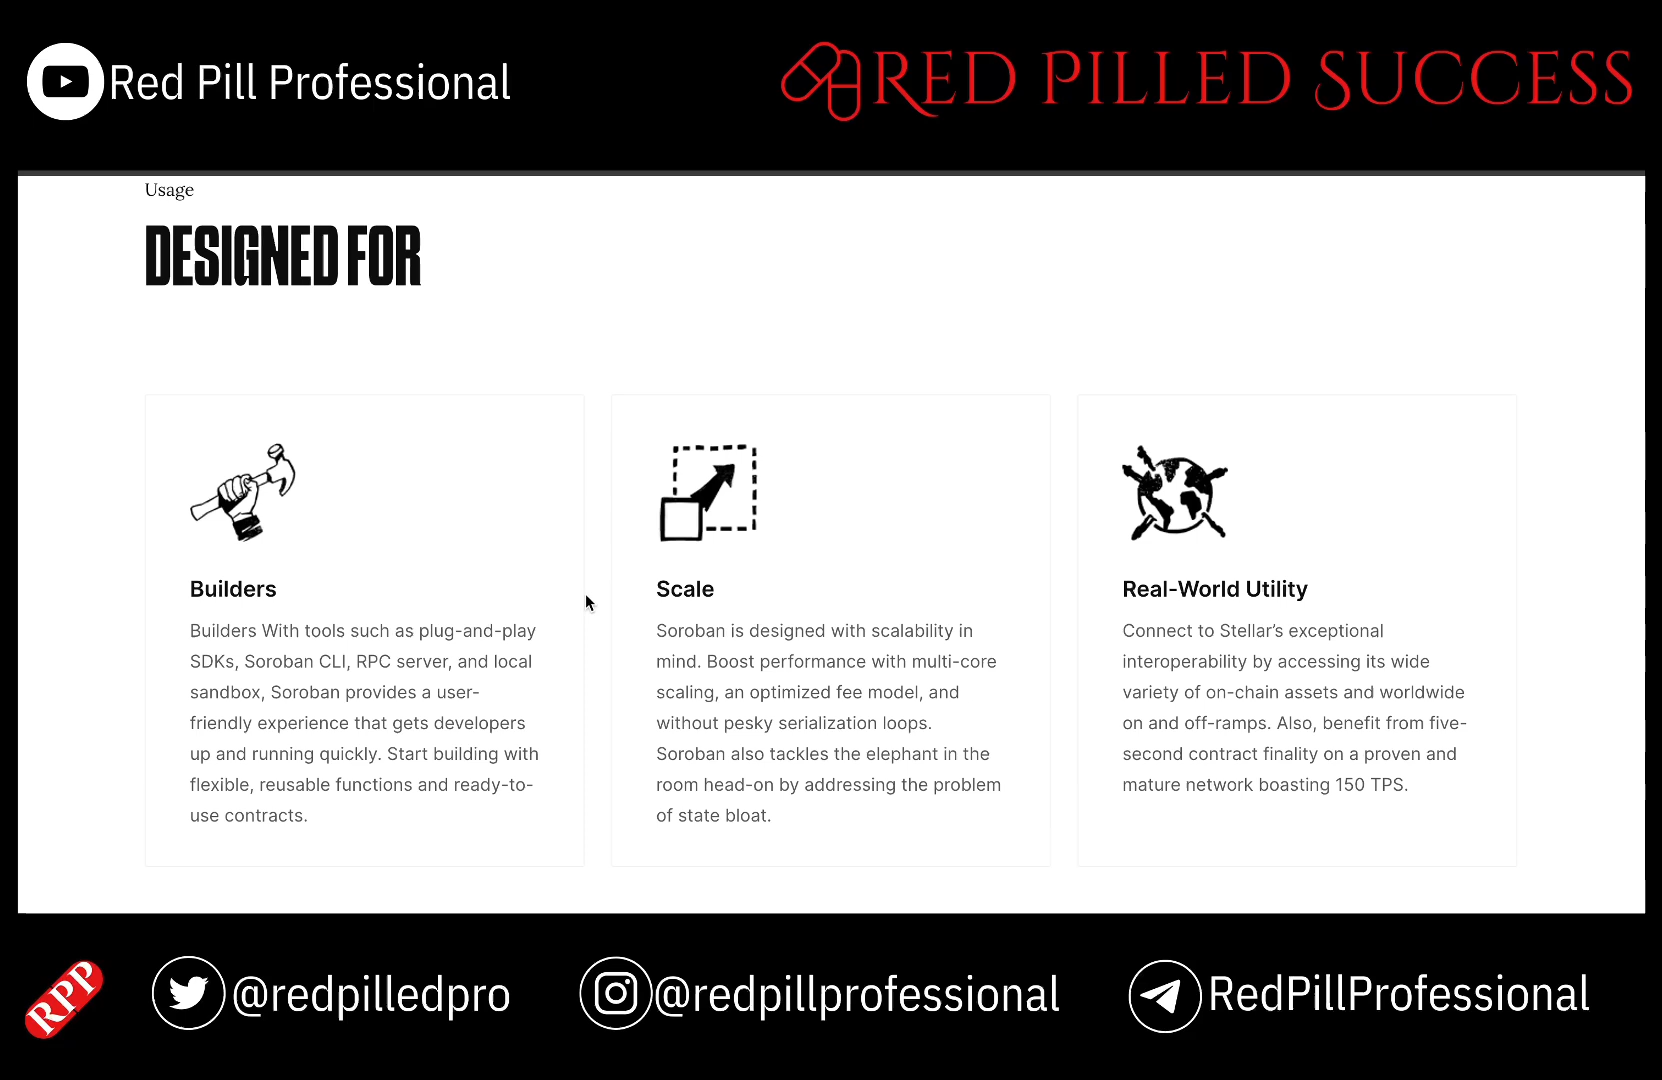 Red Pill Professional
RED PILLED SUCCESS
Usage
DESIGNED FOR
Builders
Builders With tools such as plug-and-play
SDKs, Soroban CLI, RPC server, and local
sandbox, Soroban provides a user-
friendly experience that gets developers
up and running quickly. Start building with
flexible, reusable functions and ready-to-
use contracts.
Scale
Soroban is designed with scalability in
mind. Boost performance with multi-core
scaling, an optimized fee model, and
without pesky serialization loops.
Soroban also tackles the elephant in the
room head-on by addressing the problem
of state bloat.
Real-World Utility
Connect to Stellar’s exceptional
interoperability by accessing its wide
variety of on-chain assets and worldwide
on and off-ramps. Also, benefit from five-
second contract finality on a proven and
mature network boasting 150 TPS.
RPP
@redpilledpro
@redpillprofessional
RedPillProfessional